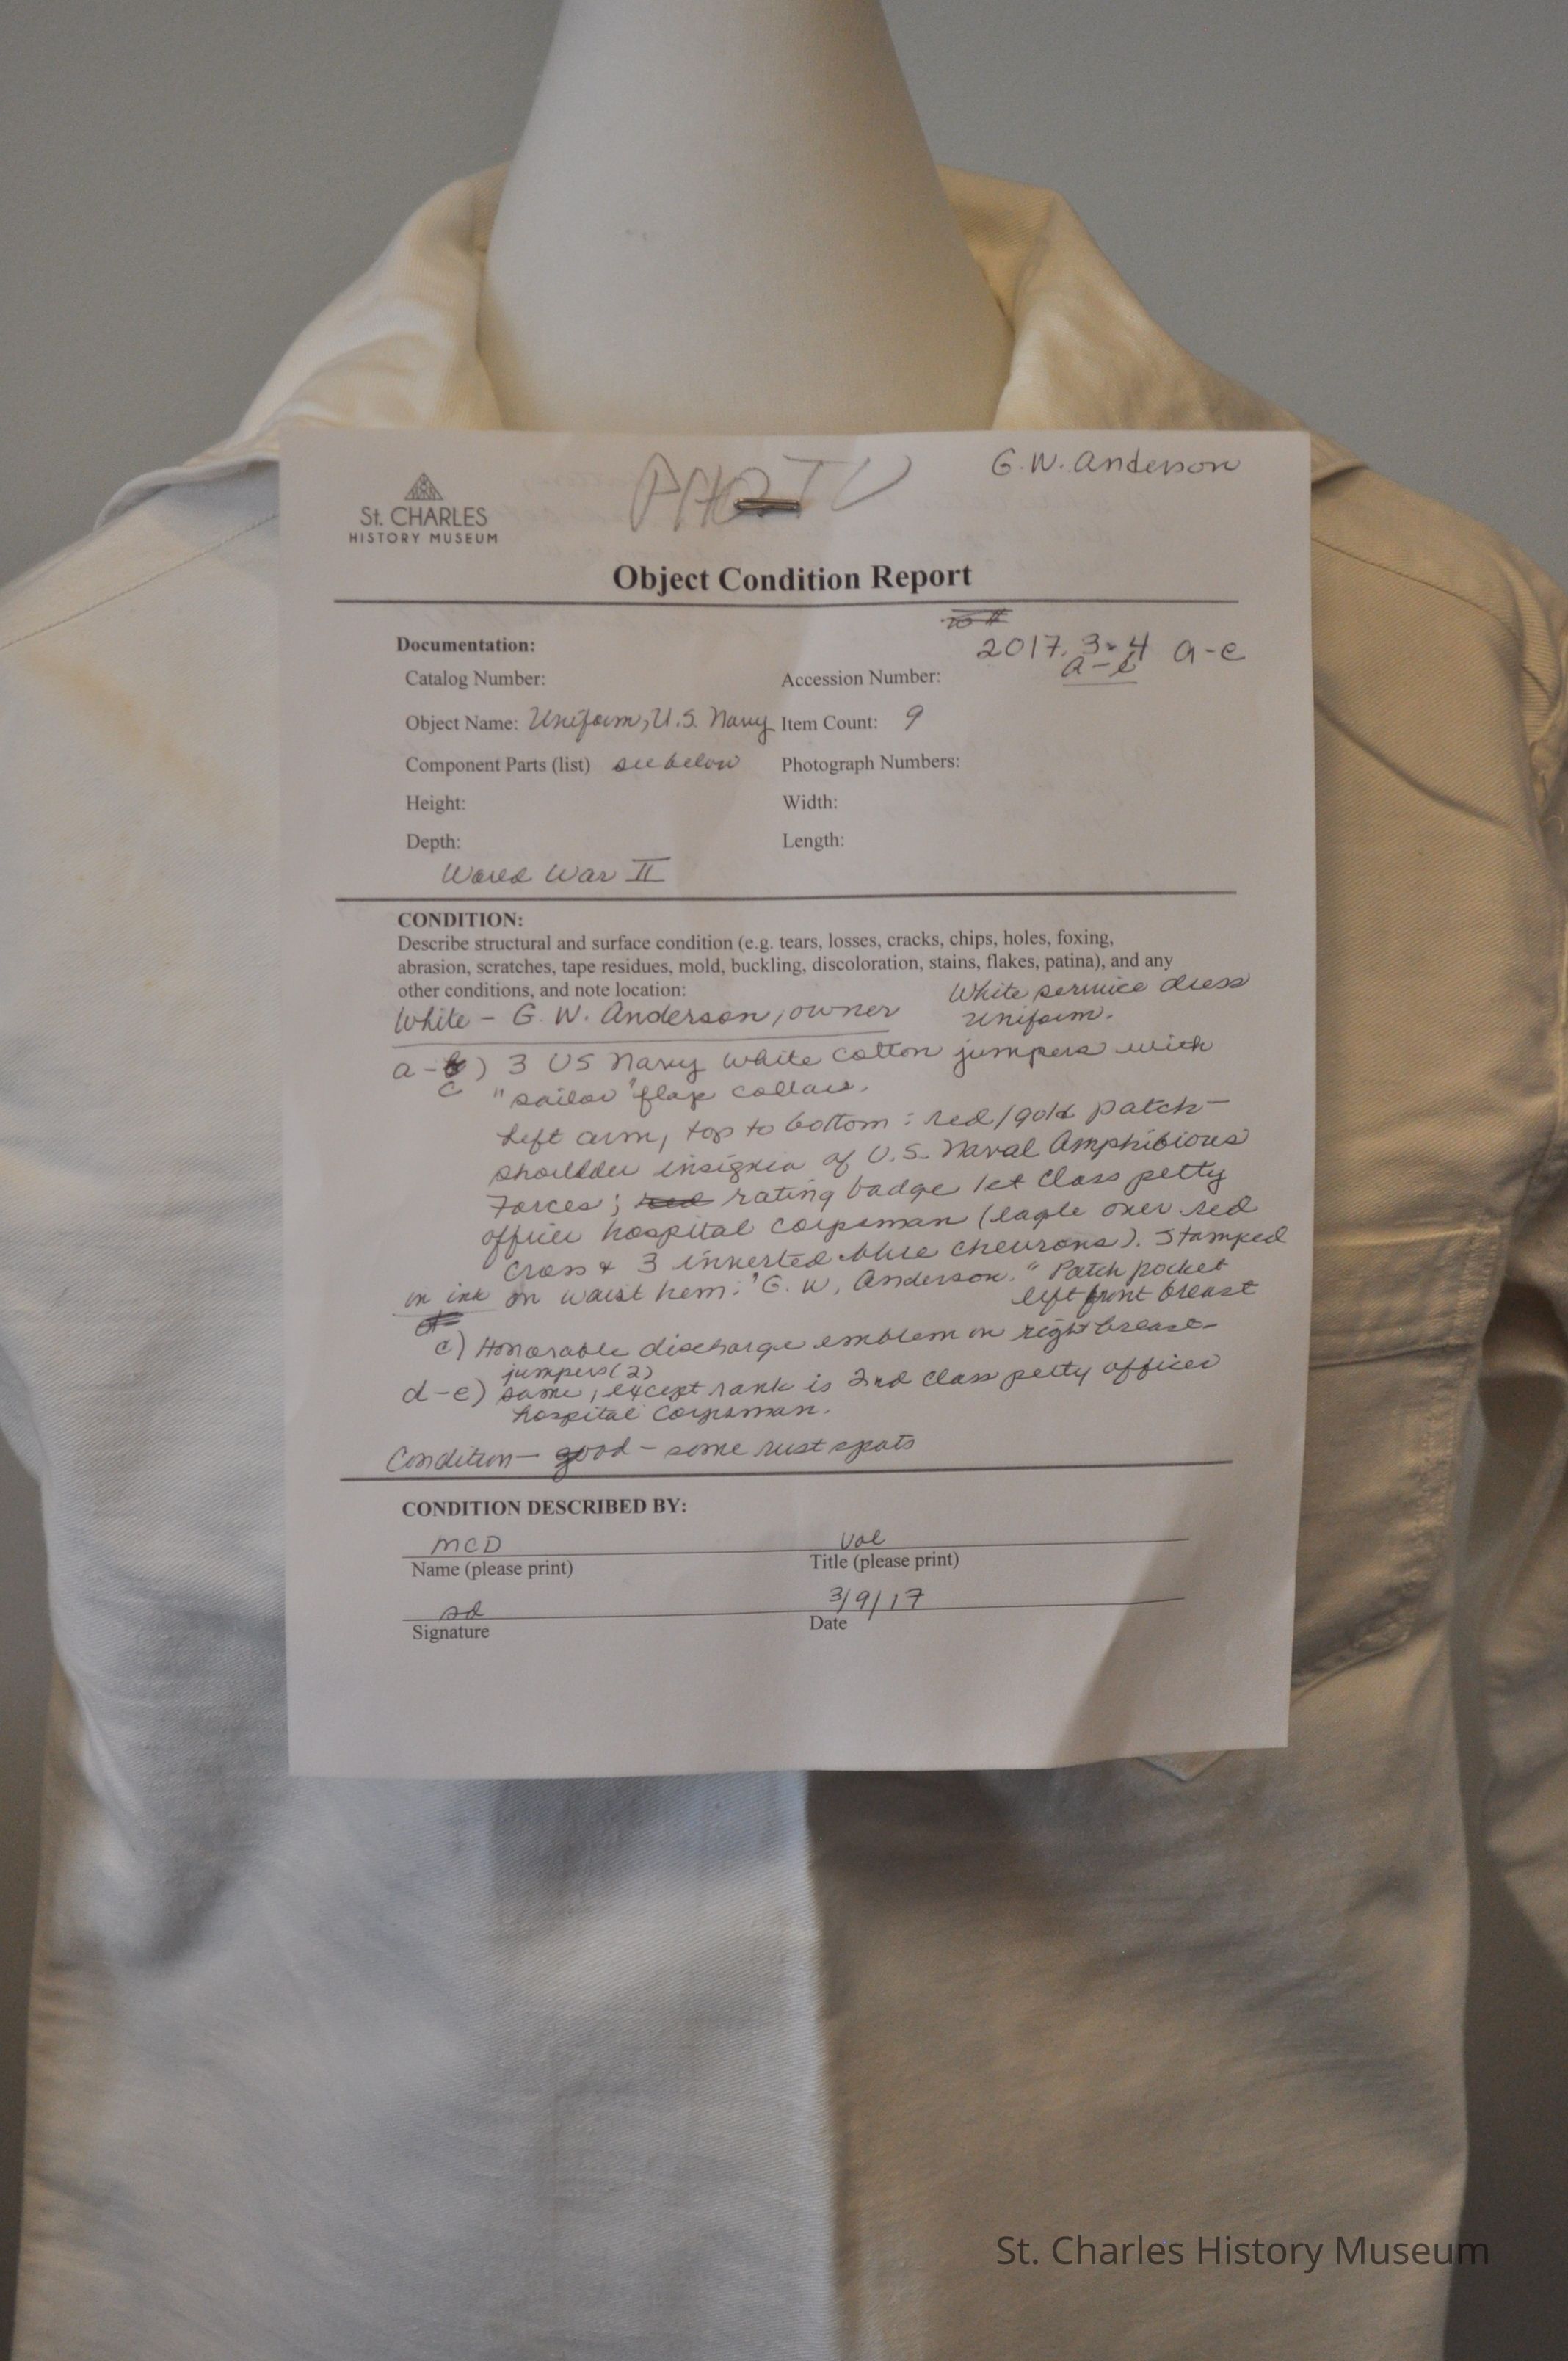 PHOTO
G.W. Anderson
St. CHARLES
HISTORY MUSEUM
Object Condition Report
Documentation:
2017.3.4 a-e
a-e
Catalog Number:
Accession Number:
Object Name: Uniform, U.S. Navy
Item Count: 9
Component Parts (list) see below
Photograph Numbers:
Height:
Width:
Depth:
Length:
World War II
CONDITION:
Describe structural and surface condition (e.g. tears, losses, cracks, chips, holes, foxing,
abrasion, scratches, tape residues, mold, buckling, discoloration, stains, flakes, patina), and any
other conditions, and note location:
White service dress
uniform.
White - G. W. Anderson, owner
a-c) 3 US Navy white cotton jumpers with
"sailor" flap collars.
Left arm, top to bottom: red/gold patch-
shoulder insignia of U.S. Naval Amphibious
Forces; red rating badge 1st Class petty
officer hospital corpsman (eagle over red
cross & 3 inverted blue chevrons). Stamped
in ink on waist hem: "G. W. Anderson." Patch pocket
left front breast
c) Honorable discharge emblem on right breast-
jumpers (2)
d-e) same, except rank is 2nd class petty officer
hospital corpsman.
Condition - good - some rust spots
CONDITION DESCRIBED BY:
MCD
Vol
Name (please print)
Title (please print)
sd
3/9/17
Signature
Date
St. Charles History Museum